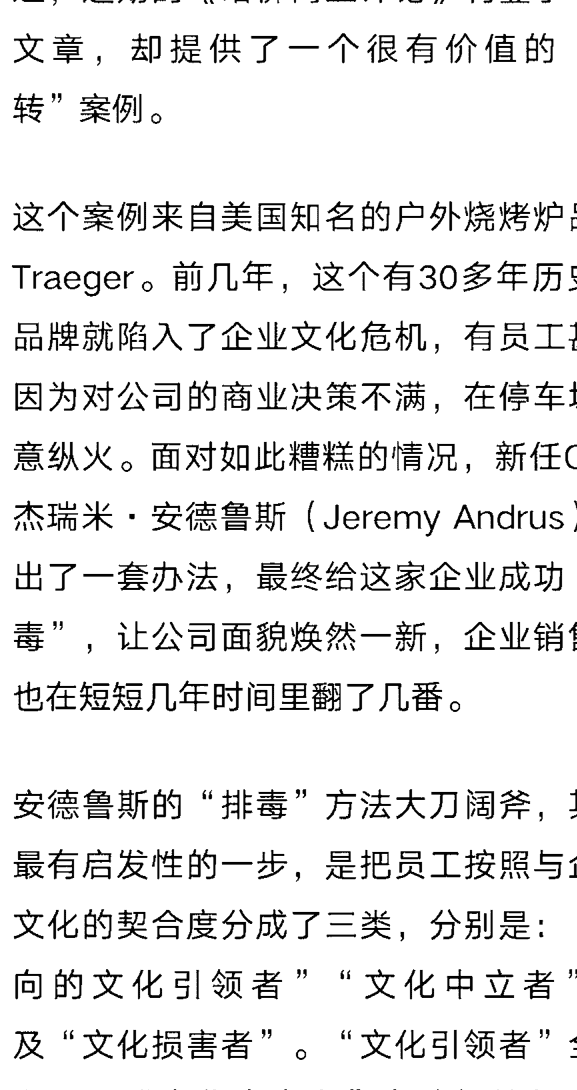 文章，却提供了一个很有价值的
转”案例。
这个案例来自美国知名的户外烧烤炉
Traeger。前几年，这个有30多年历史
品牌就陷入了企业文化危机，有员工
因为对公司的商业决策不满，在停车场
意纵火。面对如此糟糕的情况，新任
杰瑞米·安德鲁斯（Jeremy Andrus）
出了一套办法，最终给这家企业成功
毒”，让公司面貌焕然一新，企业销售
也在短短几年时间里翻了几番。
安德鲁斯的“排毒”方法大刀阔斧，
最有启发性的一步，是把员工按照与企
文化的契合度分成了三类，分别是：
向的文化引领者”“文化中立者”
及“文化损害者”。“文化引领者”